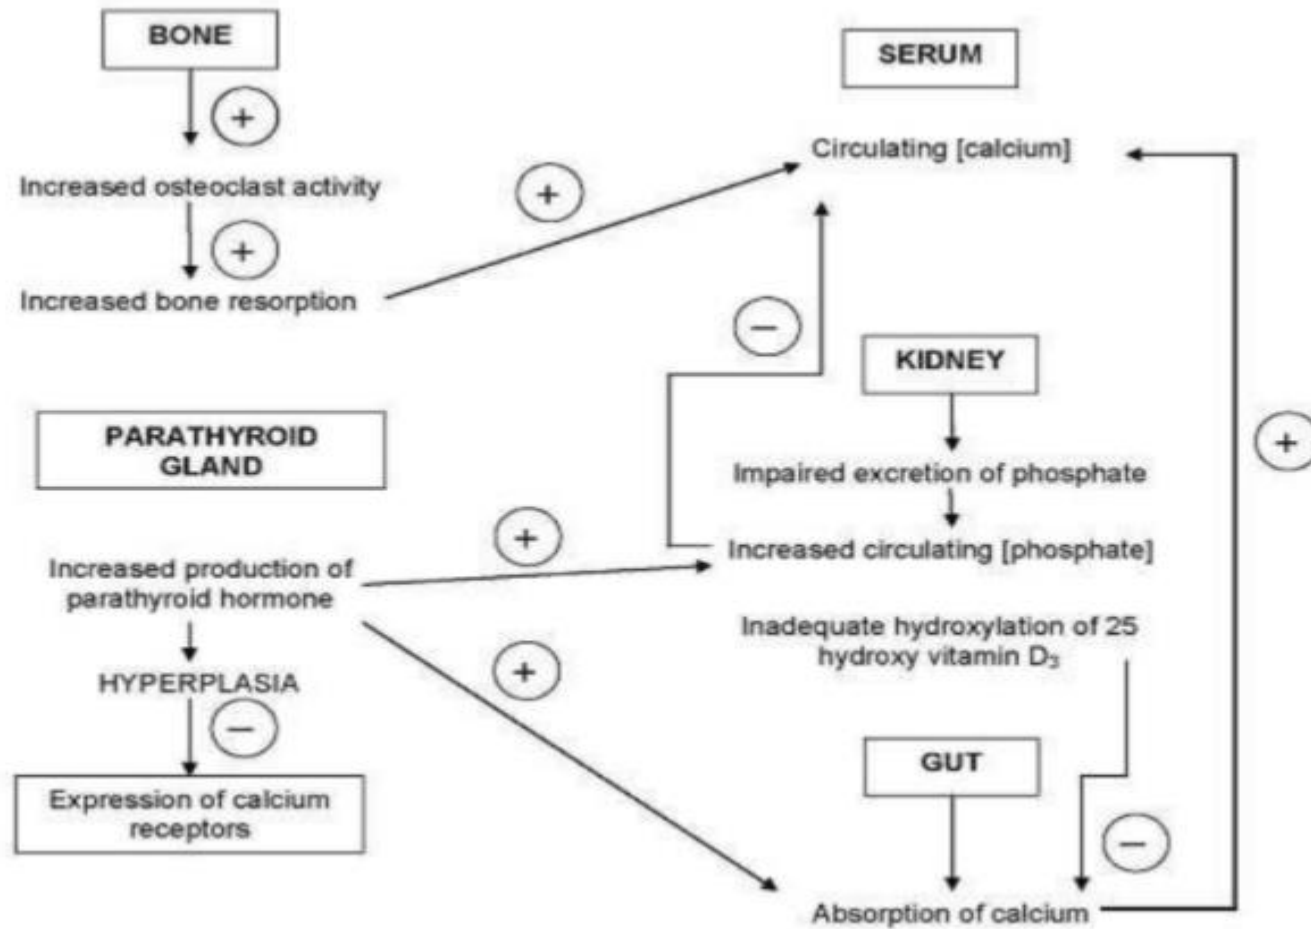 BONE
+
Increased osteoclast activity
+
Increased bone resorption
+
SERUM
Circulating [calcium]
−
KIDNEY
Impaired excretion of phosphate
Increased circulating [phosphate]
Inadequate hydroxylation of 25
hydroxy vitamin D₃
+
PARATHYROID
GLAND
Increased production of
parathyroid hormone
+
+
HYPERPLASIA
−
Expression of calcium
receptors
GUT
−
Absorption of calcium